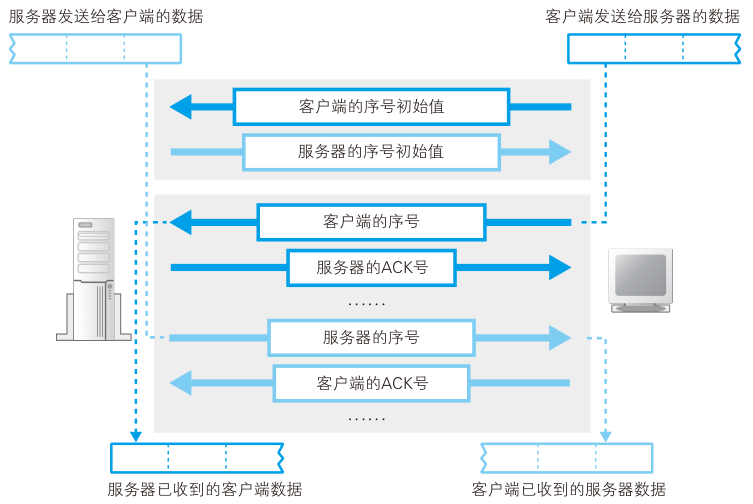 服务器发送给客户端的数据
客户端发送给服务器的数据
客户端的序号初始值
服务器的序号初始值
客户端的序号
服务器的ACK号
……
服务器的序号
客户端的ACK号
……
服务器已收到的客户端数据
客户端已收到的服务器数据